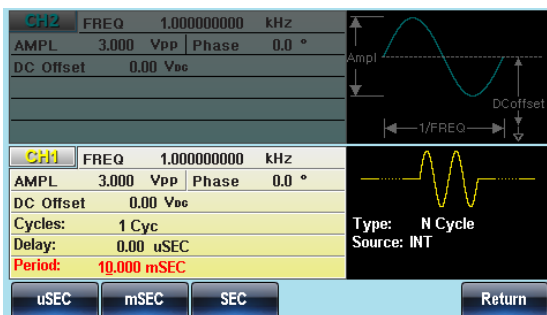 CH2 FREQ 1.000000000 kHz
AMPL 3.000 Vpp Phase 0.0 °
DC Offset 0.00 VDC
Ampl
DCoffset
1/FREQ
CH1 FREQ 1.000000000 kHz
AMPL 3.000 Vpp Phase 0.0 °
DC Offset 0.00 VDC
Cycles: 1 Cyc
Delay: 0.00 uSEC
Period: 10.000 mSEC
Type: N Cycle
Source: INT
uSEC mSEC SEC Return